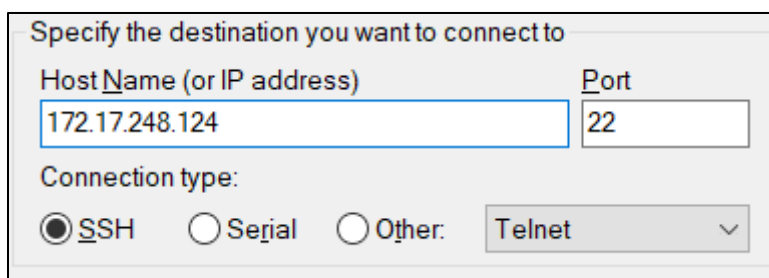 Specify the destination you want to connect to
Host Name (or IP address) Port
172.17.248.124 22
Connection type:
SSH Serial Other: Telnet